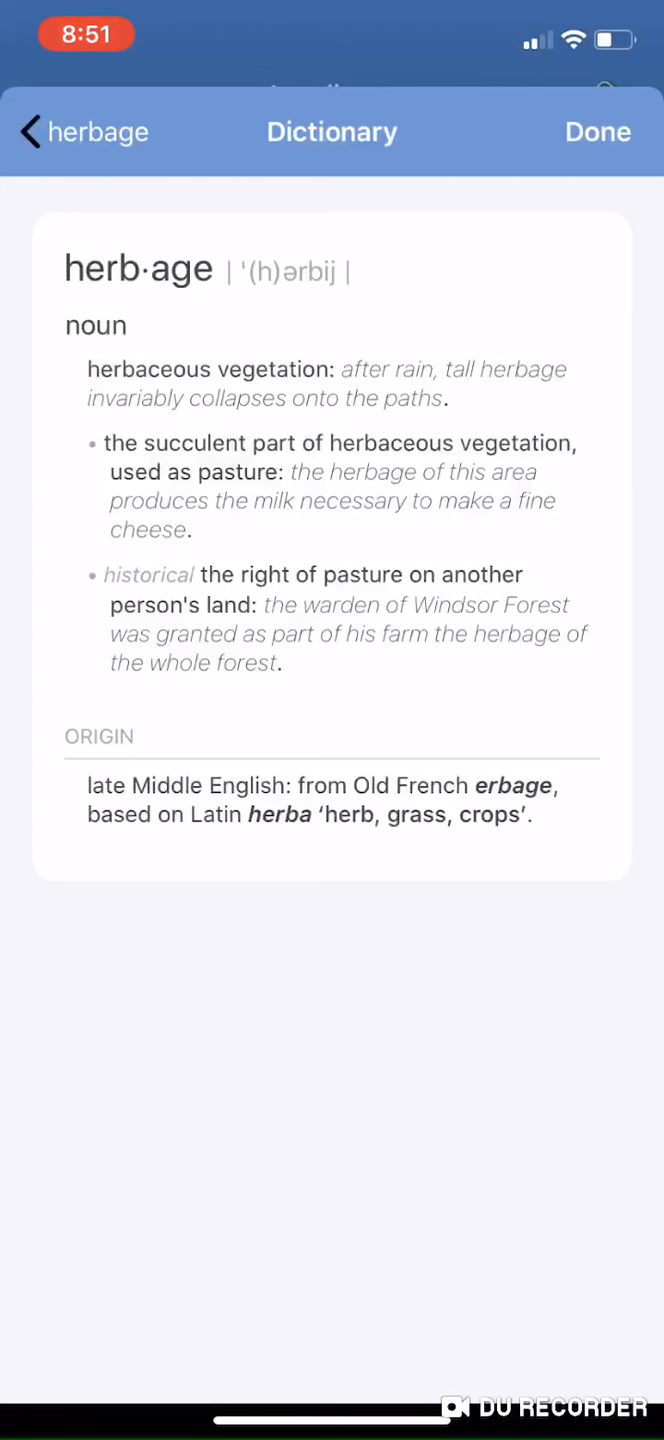 8:51
herbage
Dictionary
Done
herb·age | ˈ(h)ərbij |
noun
herbaceous vegetation: after rain, tall herbage
invariably collapses onto the paths.
• the succulent part of herbaceous vegetation,
used as pasture: the herbage of this area
produces the milk necessary to make a fine
cheese.
• historical the right of pasture on another
person's land: the warden of Windsor Forest
was granted as part of his farm the herbage of
the whole forest.
ORIGIN
late Middle English: from Old French erbage,
based on Latin herba ‘herb, grass, crops’.
DU RECORDER